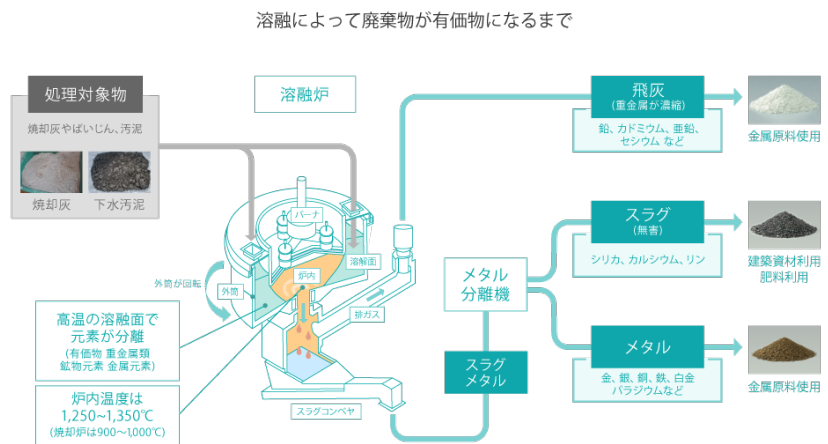 溶融によって廃棄物が有価物になるまで
処理対象物
焼却灰やばいじん、汚泥
焼却灰
下水汚泥
溶融炉
バーナ
溶解面
炉内
外筒
外筒が回転
排ガス
高温の溶融面で
元素が分離
(有価物 重金属類
鉱物元素 金属元素)
炉内温度は
1,250~1,350℃
(焼却炉は900~1,000℃)
スラグコンベヤ
スラグ
メタル
メタル
分離機
飛灰
(重金属が濃縮)
鉛、カドミウム、亜鉛、
セシウム など
金属原料使用
スラグ
(無害)
シリカ、カルシウム、リン
建築資材利用
肥料利用
メタル
金、鍛、銅、鉄、白金
パラジウムなど
金属原料使用